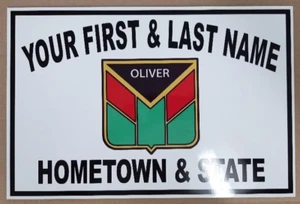 YOUR FIRST & LAST NAME
OLIVER
HOMETOWN & STATE